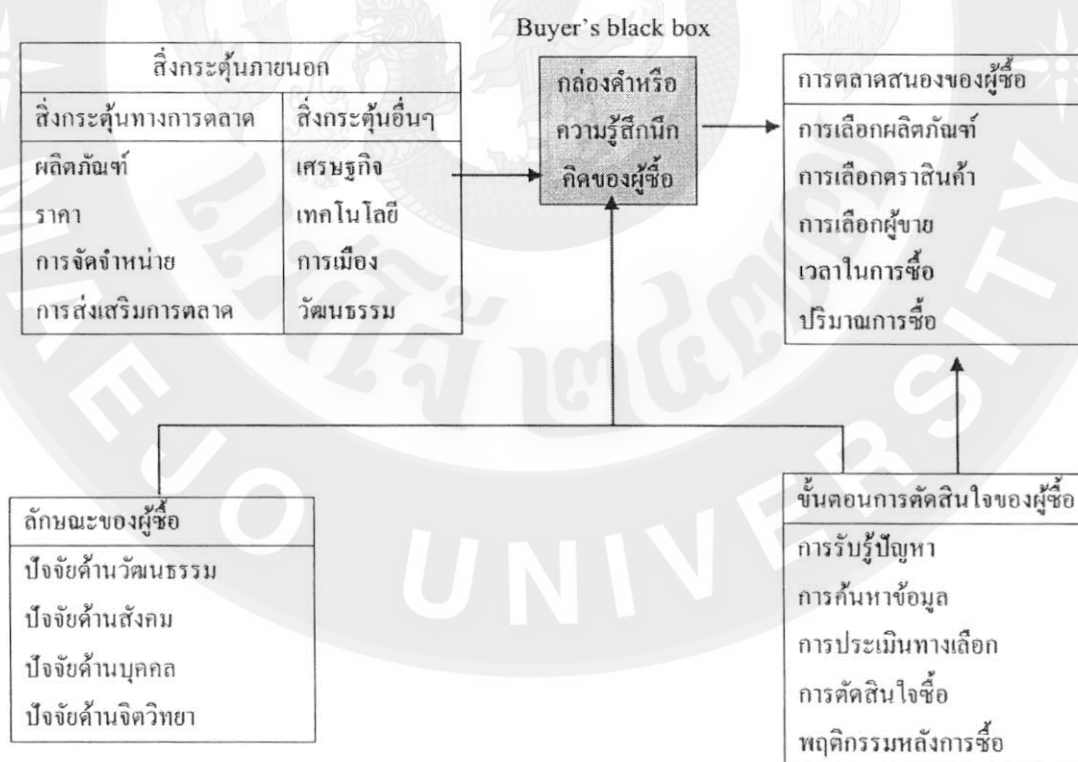 Buyer's black box
สิ่งกระตุ้นภายนอก
สิ่งกระตุ้นทางการตลาด สิ่งกระตุ้นอื่นๆ
ผลิตภัณฑ์ เศรษฐกิจ
ราคา เทคโนโลยี
การจัดจำหน่าย การเมือง
การส่งเสริมการตลาด วัฒนธรรม
กล่องดำหรือ
ความรู้สึกนึก
คิดของผู้ซื้อ
การตลาดสนองของผู้ซื้อ
การเลือกผลิตภัณฑ์
การเลือกตราสินค้า
การเลือกผู้ขาย
เวลาในการซื้อ
ปริมาณการซื้อ
ลักษณะของผู้ซื้อ
ปัจจัยด้านวัฒนธรรม
ปัจจัยด้านสังคม
ปัจจัยด้านบุคคล
ปัจจัยด้านจิตวิทยา
ขั้นตอนการตัดสินใจของผู้ซื้อ
การรับรู้ปัญหา
การค้นหาข้อมูล
การประเมินทางเลือก
การตัดสินใจซื้อ
พฤติกรรมหลังการซื้อ
MAEJO UNIVERSITY